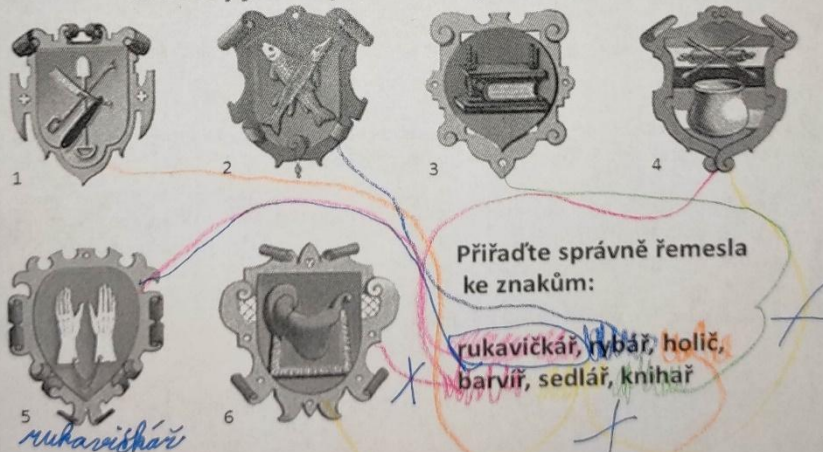 1
2
3
4
Přiřaďte správně řemesla
ke znakům:
rukavičkář, rybář, holič,
barvíř, sedlář, knihař
5
6
rukavičkář